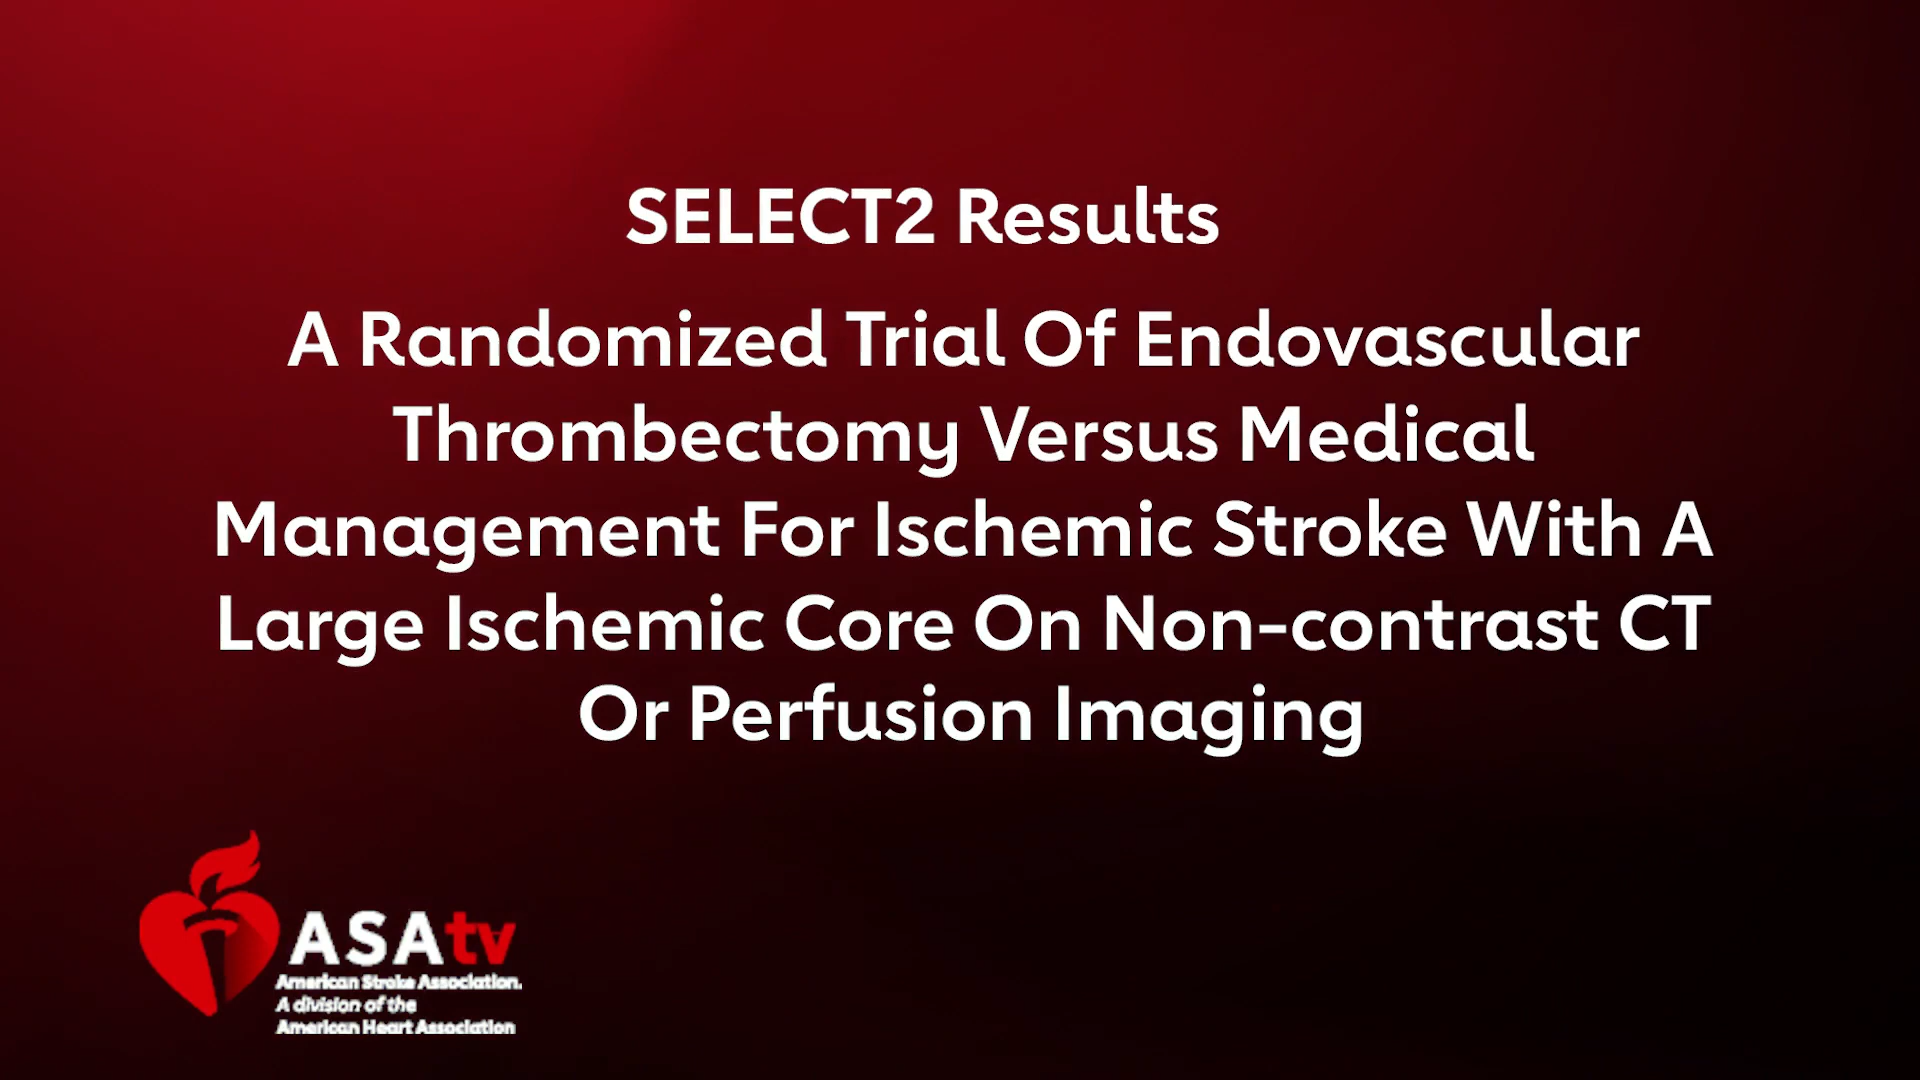 SELECT2 Results
A Randomized Trial Of Endovascular
Thrombectomy Versus Medical
Management For Ischemic Stroke With A
Large Ischemic Core On Non-contrast CT
Or Perfusion Imaging
ASAtv
American Stroke Association.
A division of the
American Heart Association